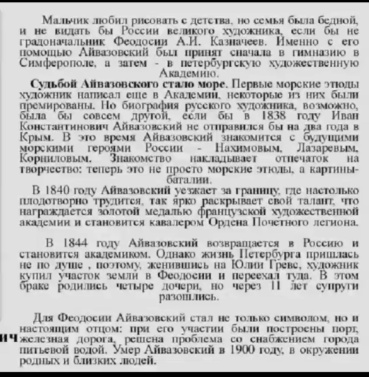 Мальчик любил рисовать с детства, но семья была бедной,
и не видать бы России великого художника, если бы не
градоначальник Феодосии А.И. Казначеев. Именно с его
помощью Айвазовский был принят сначала в гимназию в
Симферополе, а затем - в петербургскую художественную
Академию.
Судьбой Айвазовского стало море. Первые морские этюды
художник написал еще в Академии, некоторые из них были
премированы. Но биография русского художника, возможно,
была бы совсем другой, если бы в 1838 году Иван
Константинович Айвазовский не отправился бы на два года в
Крым. В это время Айвазовский знакомится с будущими
морскими героями России - Нахимовым, Лазаревым,
Корниловым. Знакомство накладывает отпечаток на
творчество: теперь это не просто морские этюды, а картины-
баталии.
В 1840 году Айвазовский уезжает за границу, где настолько
плодотворно трудится, так ярко раскрывает свой талант, что
награждается золотой медалью французской художественной
академии и становится кавалером Ордена Почетного легиона.
В 1844 году Айвазовский возвращается в Россию и
становится академиком. Однако жизнь Петербурга пришлась
не по душе , поэтому, женившись на Юлии Гревс, художник
купил участок земли в Феодосии и переехал туда. В этом
браке родились четыре дочери, но через 11 лет супруги
разошлись.
Для Феодосии Айвазовский стал не только символом, но и
настоящим отцом: при его участии были построены порт,
ич
железная дорога, решена проблема со снабжением города
питьевой водой. Умер Айвазовский в 1900 году, в окружении
родных и близких людей.